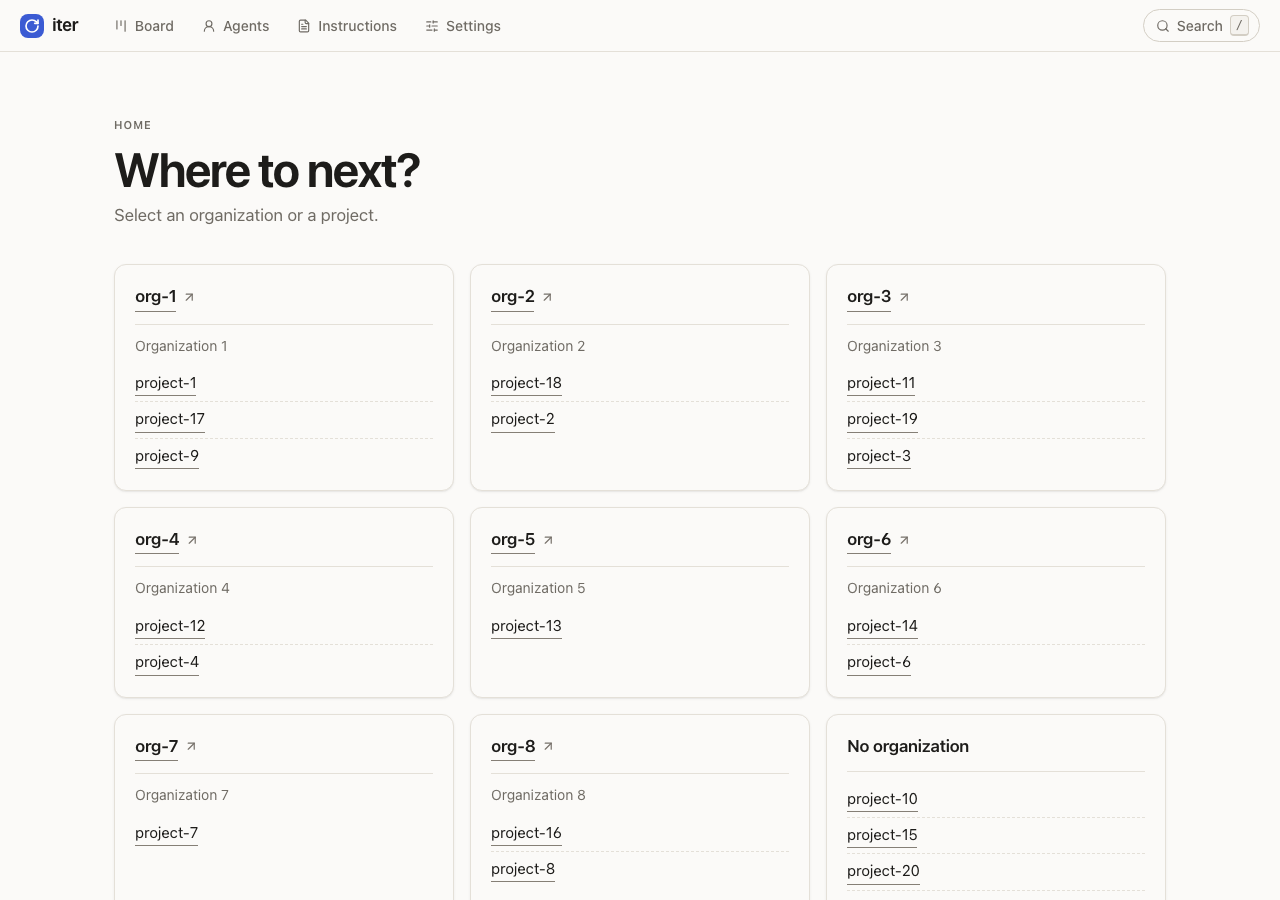 iter
Board
Agents
Instructions
Settings
Search /
HOME
Where to next?
Select an organization or a project.
org-1
Organization 1
project-1
project-17
project-9
org-2
Organization 2
project-18
project-2
org-3
Organization 3
project-11
project-19
project-3
org-4
Organization 4
project-12
project-4
org-5
Organization 5
project-13
org-6
Organization 6
project-14
project-6
org-7
Organization 7
project-7
org-8
Organization 8
project-16
project-8
No organization
project-10
project-15
project-20